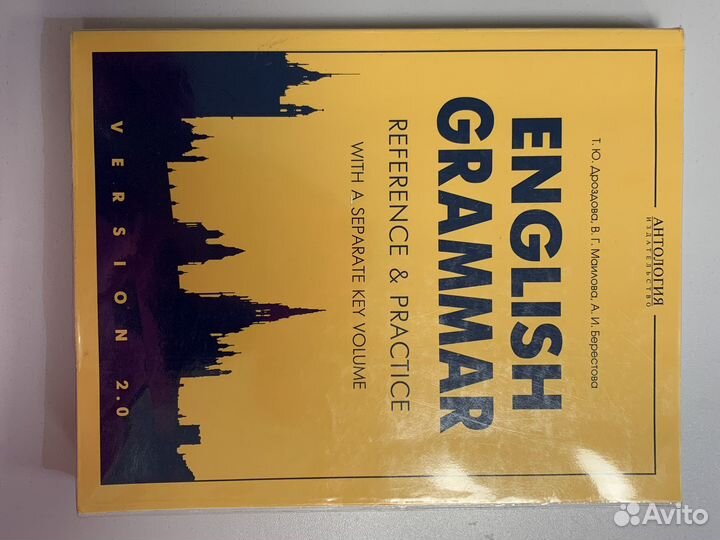 АНТОЛОГИЯ
ИЗДАТЕЛЬСТВО
Т. Ю. Дроздова, В. Г. Маилова, А. И. Берестова
ENGLISH
GRAMMAR
REFERENCE & PRACTICE
WITH A SEPARATE KEY VOLUME
VERSION 2.0
Avito